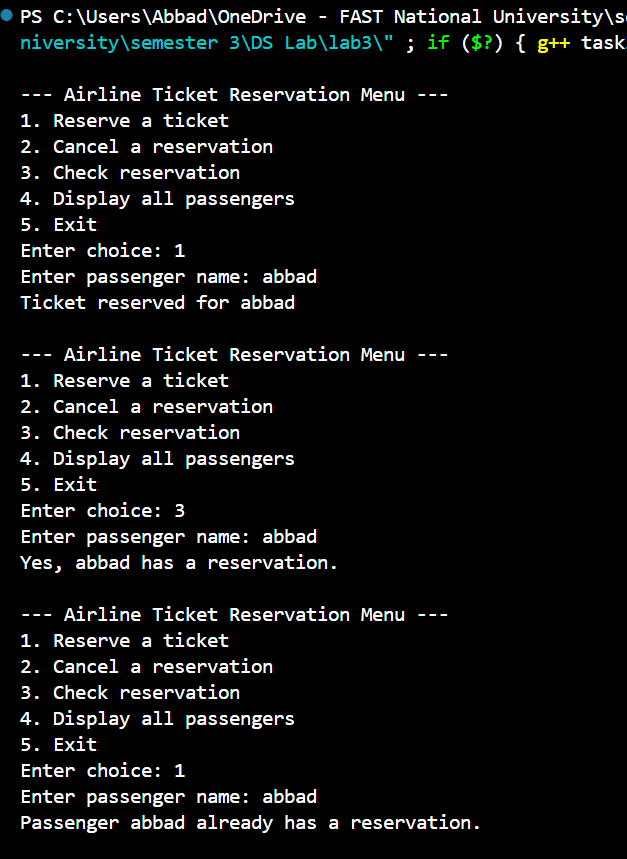 PS C:\Users\Abbad\OneDrive - FAST National University\s
niversity\semester 3\DS Lab\lab3\" ; if ($?) { g++ task
--- Airline Ticket Reservation Menu ---
1. Reserve a ticket
2. Cancel a reservation
3. Check reservation
4. Display all passengers
5. Exit
Enter choice: 1
Enter passenger name: abbad
Ticket reserved for abbad
--- Airline Ticket Reservation Menu ---
1. Reserve a ticket
2. Cancel a reservation
3. Check reservation
4. Display all passengers
5. Exit
Enter choice: 3
Enter passenger name: abbad
Yes, abbad has a reservation.
--- Airline Ticket Reservation Menu ---
1. Reserve a ticket
2. Cancel a reservation
3. Check reservation
4. Display all passengers
5. Exit
Enter choice: 1
Enter passenger name: abbad
Passenger abbad already has a reservation.